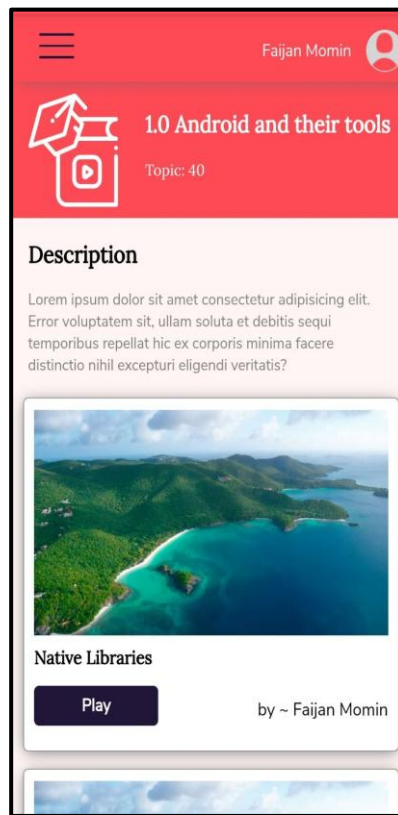 Faijan Momin
1.0 Android and their tools
Topic: 40
Description
Lorem ipsum dolor sit amet consectetur adipisicing elit.
Error voluptatem sit, ullam soluta et debitis sequi
temporibus repellat hic ex corporis minima facere
distinctio nihil excepturi eligendi veritatis?
Native Libraries
Play
by ~ Faijan Momin